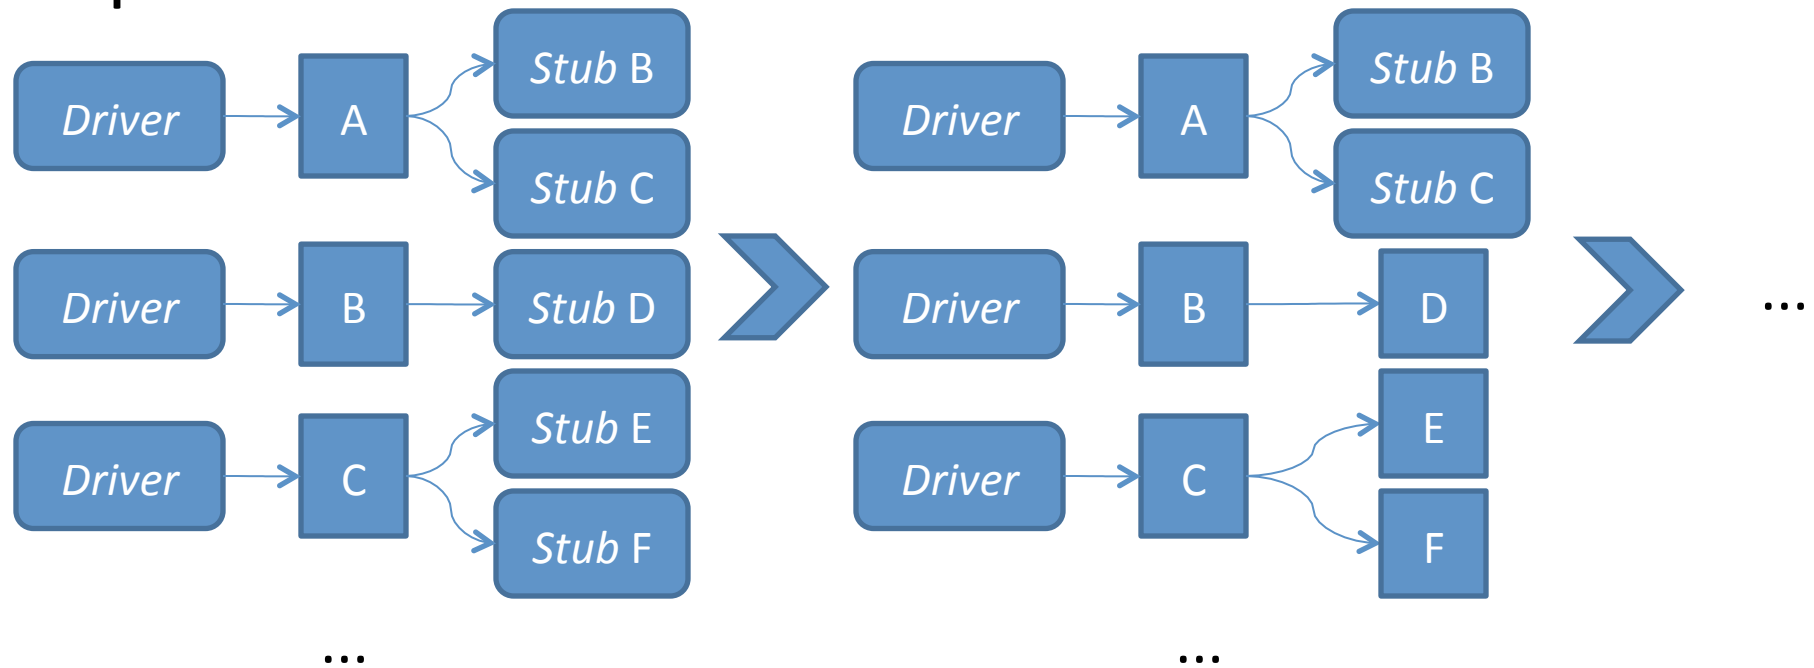 Driver A Stub B
Stub C
Driver B Stub D
Driver C Stub E
Stub F
...
Driver A Stub B
Stub C
Driver B D
Driver C E
F
...
...